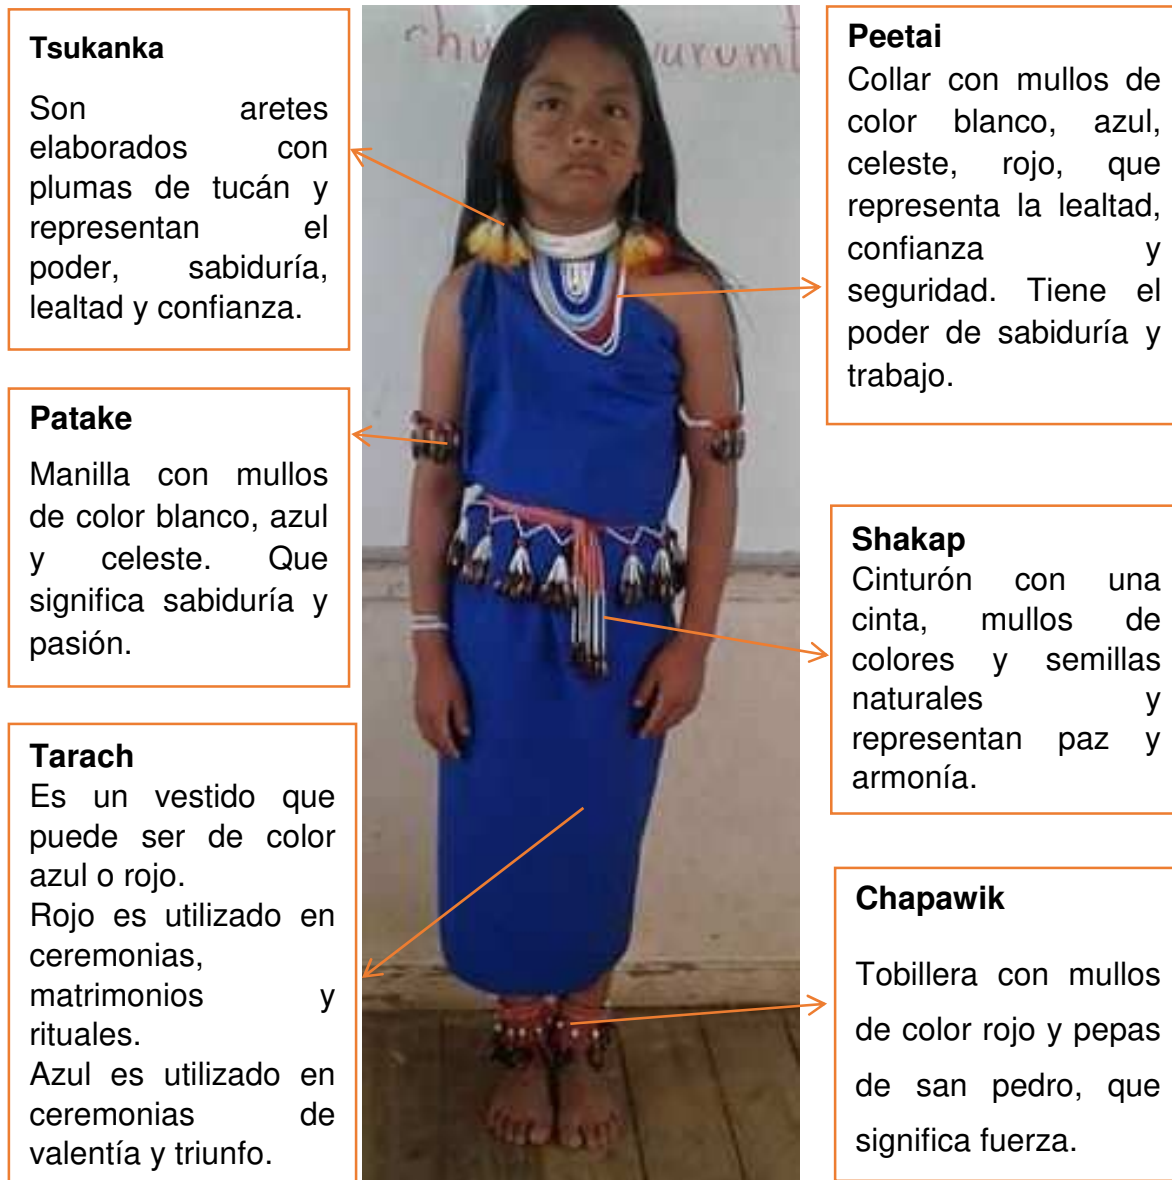 Tsukanka
Son aretes
elaborados con
plumas de tucán y
representan el
poder, sabiduría,
lealtad y confianza.
Patake
Manilla con mullos
de color blanco, azul
y celeste. Que
significa sabiduría y
pasión.
Tarach
Es un vestido que
puede ser de color
azul o rojo.
Rojo es utilizado en
ceremonias,
matrimonios y
rituales.
Azul es utilizado en
ceremonias de
valentía y triunfo.
Peetai
Collar con mullos de
color blanco, azul,
celeste, rojo, que
representa la lealtad,
confianza y
seguridad. Tiene el
poder de sabiduría y
trabajo.
Shakap
Cinturón con una
cinta, mullos de
colores y semillas
naturales y
representan paz y
armonía.
Chapawik
Tobillera con mullos
de color rojo y pepas
de san pedro, que
significa fuerza.